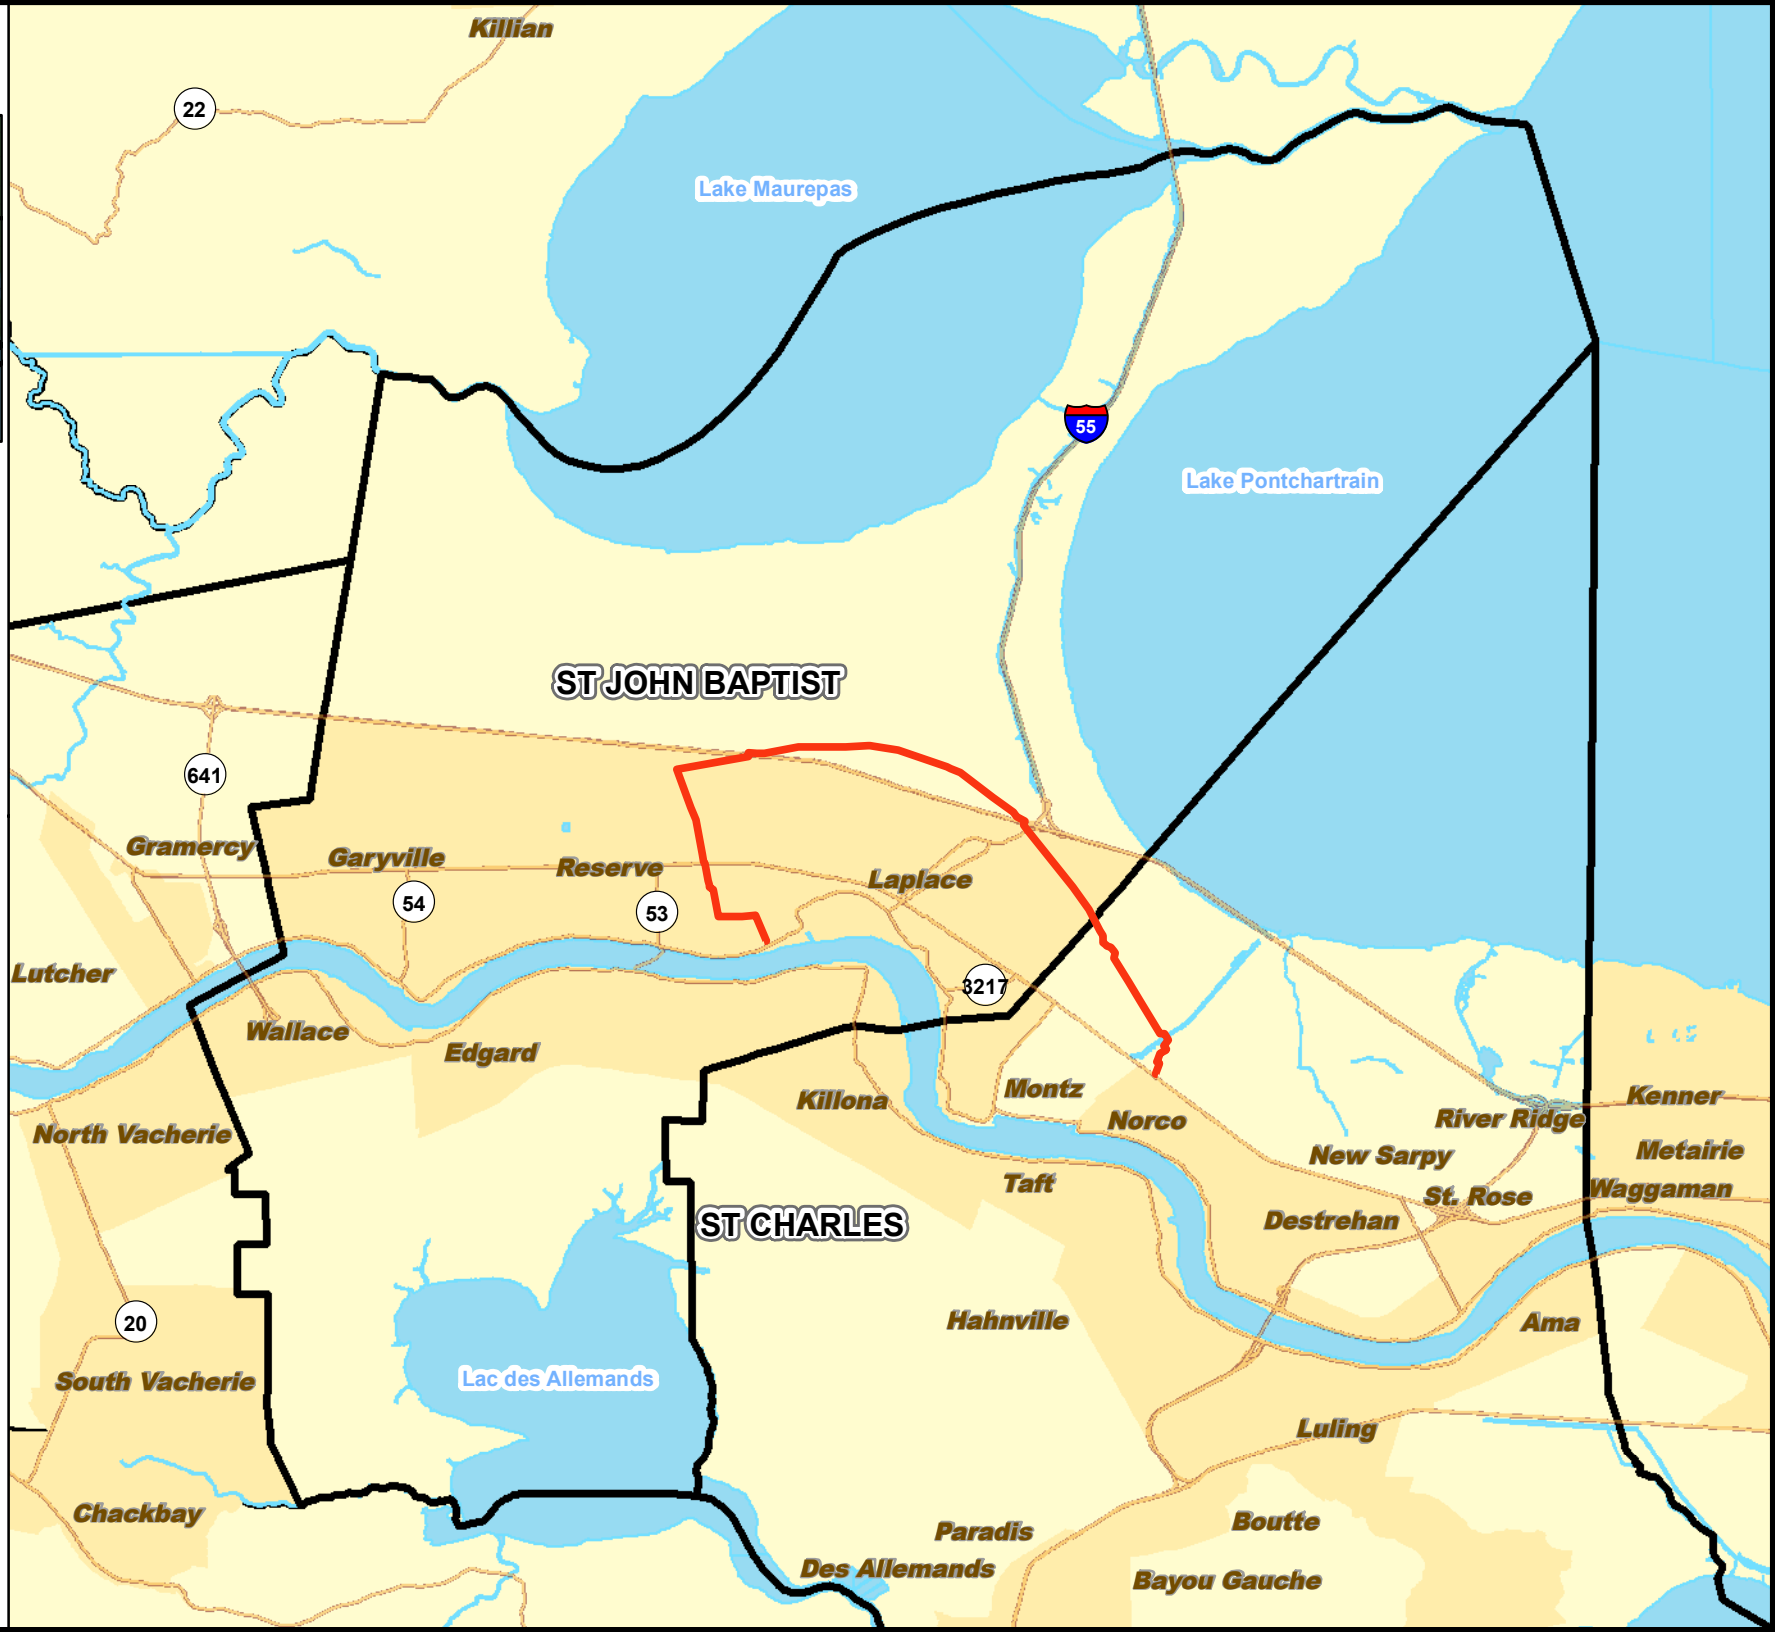 Killian
22
Lake Maurepas
55
Lake Pontchartrain
ST JOHN BAPTIST
641
Gramercy
Garyville
Reserve
Laplace
54
53
Lutcher
3217
Wallace
Edgard
Killona
Montz
Norco
Kenner
River Ridge
North Vacherie
New Sarpy
Metairie
Taft
St. Rose
Waggaman
ST CHARLES
Destrehan
20
Hahnville
Ama
South Vacherie
Lac des Allemands
Luling
Chackbay
Paradis
Boutte
Des Allemands
Bayou Gauche